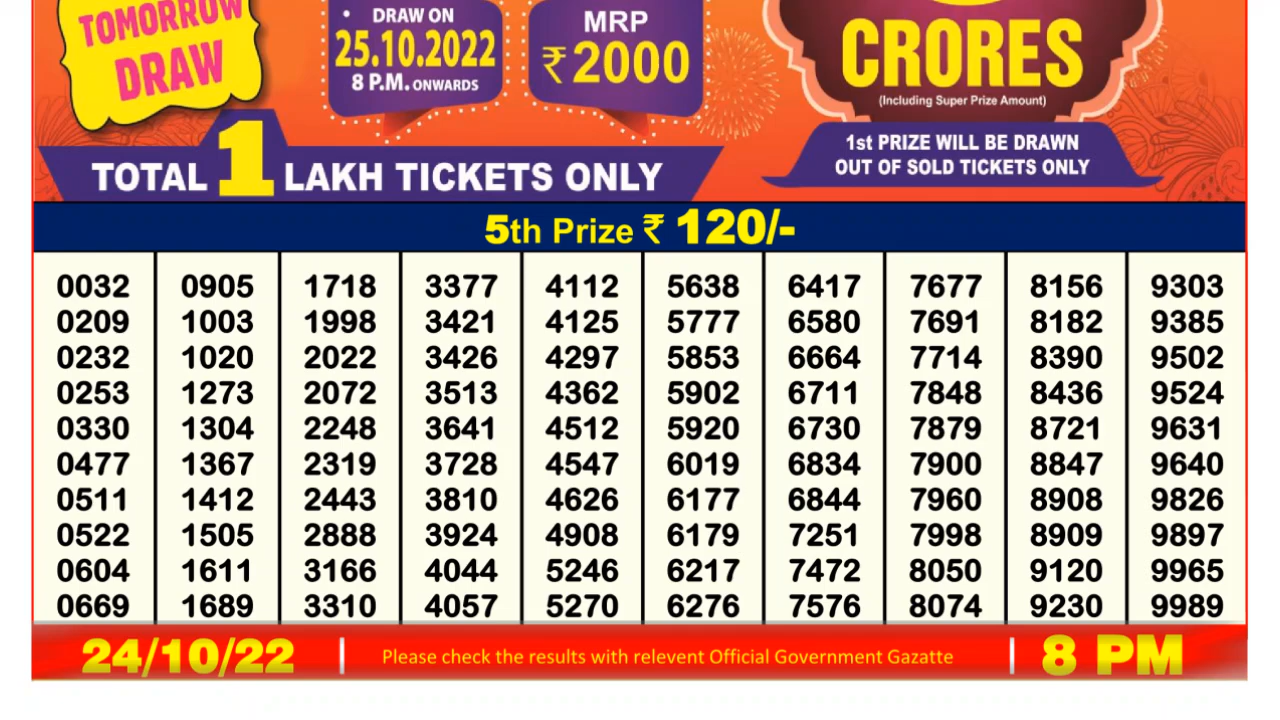 TOMORROW
DRAW
• DRAW ON
25.10.2022
8 P.M. ONWARDS
MRP
₹2000
CRORES
(Including Super Prize Amount)
1st PRIZE WILL BE DRAWN
OUT OF SOLD TICKETS ONLY
TOTAL 1 LAKH TICKETS ONLY
5th Prize ₹ 120/-
0032 0905 1718 3377 4112 5638 6417 7677 8156 9303
0209 1003 1998 3421 4125 5777 6580 7691 8182 9385
0232 1020 2022 3426 4297 5853 6664 7714 8390 9502
0253 1273 2072 3513 4362 5902 6711 7848 8436 9524
0330 1304 2248 3641 4512 5920 6730 7879 8721 9631
0477 1367 2319 3728 4547 6019 6834 7900 8847 9640
0511 1412 2443 3810 4626 6177 6844 7960 8908 9826
0522 1505 2888 3924 4908 6179 7251 7998 8909 9897
0604 1611 3166 4044 5246 6217 7472 8050 9120 9965
0669 1689 3310 4057 5270 6276 7576 8074 9230 9989
24/10/22 | Please check the results with relevent Official Government Gazatte | 8 PM